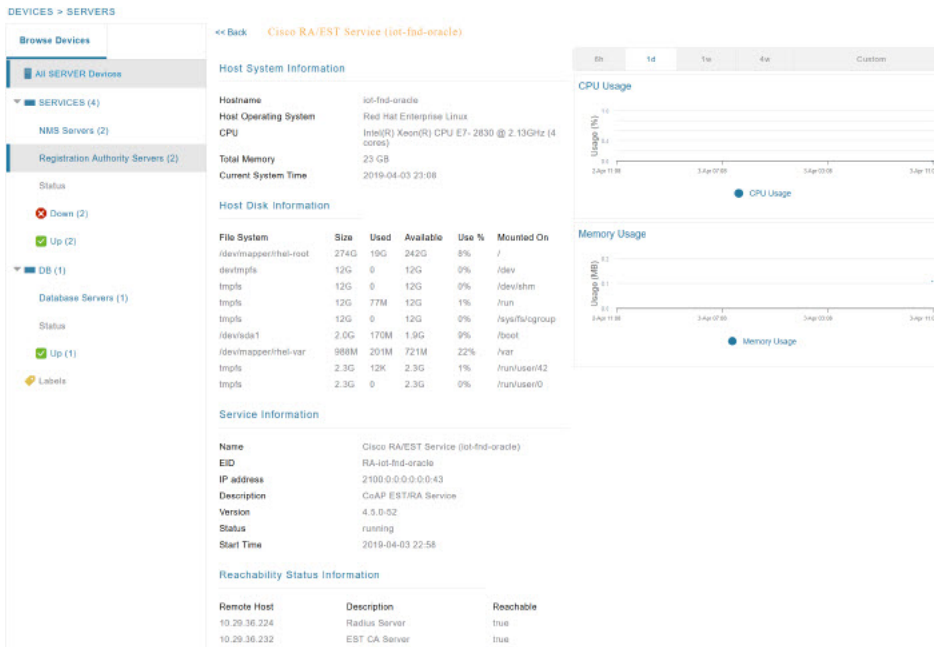 DEVICES > SERVERS
Browse Devices
All SERVER Devices
SERVICES (4)
NMS Servers (2)
Registration Authority Servers (2)
Status
Down (2)
Up (2)
DB (1)
Database Servers (1)
Status
Up (1)
Labels
<< Back Cisco RA/EST Service (iot-fnd-oracle)
Host System Information
Hostname iot-fnd-oracle
Host Operating System Red Hat Enterprise Linux
CPU Intel(R) Xeon(R) CPU E7- 2830 @ 2.13GHz (4
cores)
Total Memory 23 GB
Current System Time 2019-04-03 23:08
Host Disk Information
File System Size Used Available Use % Mounted On
/dev/mapper/rhel-root 274G 19G 242G 8% /
devtmpfs 12G 0 12G 0% /dev
tmpfs 12G 0 12G 0% /dev/shm
tmpfs 12G 77M 12G 1% /run
tmpfs 12G 0 12G 0% /sys/fs/cgroup
/dev/sda1 2.0G 170M 1.9G 9% /boot
/dev/mapper/rhel-var 988M 201M 721M 22% /var
tmpfs 2.3G 12K 2.3G 1% /run/user/42
tmpfs 2.3G 0 2.3G 0% /run/user/0
Service Information
Name Cisco RA/EST Service (iot-fnd-oracle)
EID RA-iot-fnd-oracle
IP address 2100:0:0:0:0:0:0:43
Description CoAP EST/RA Service
Version 4.5.0-52
Status running
Start Time 2019-04-03 22:58
Reachability Status Information
Remote Host Description Reachable
10.29.36.224 Radius Server true
10.29.36.232 EST CA Server true
6h 1d 1w 4w Custom
CPU Usage
Usage (%)
CPU Usage
Memory Usage
Usage (MB)
Memory Usage